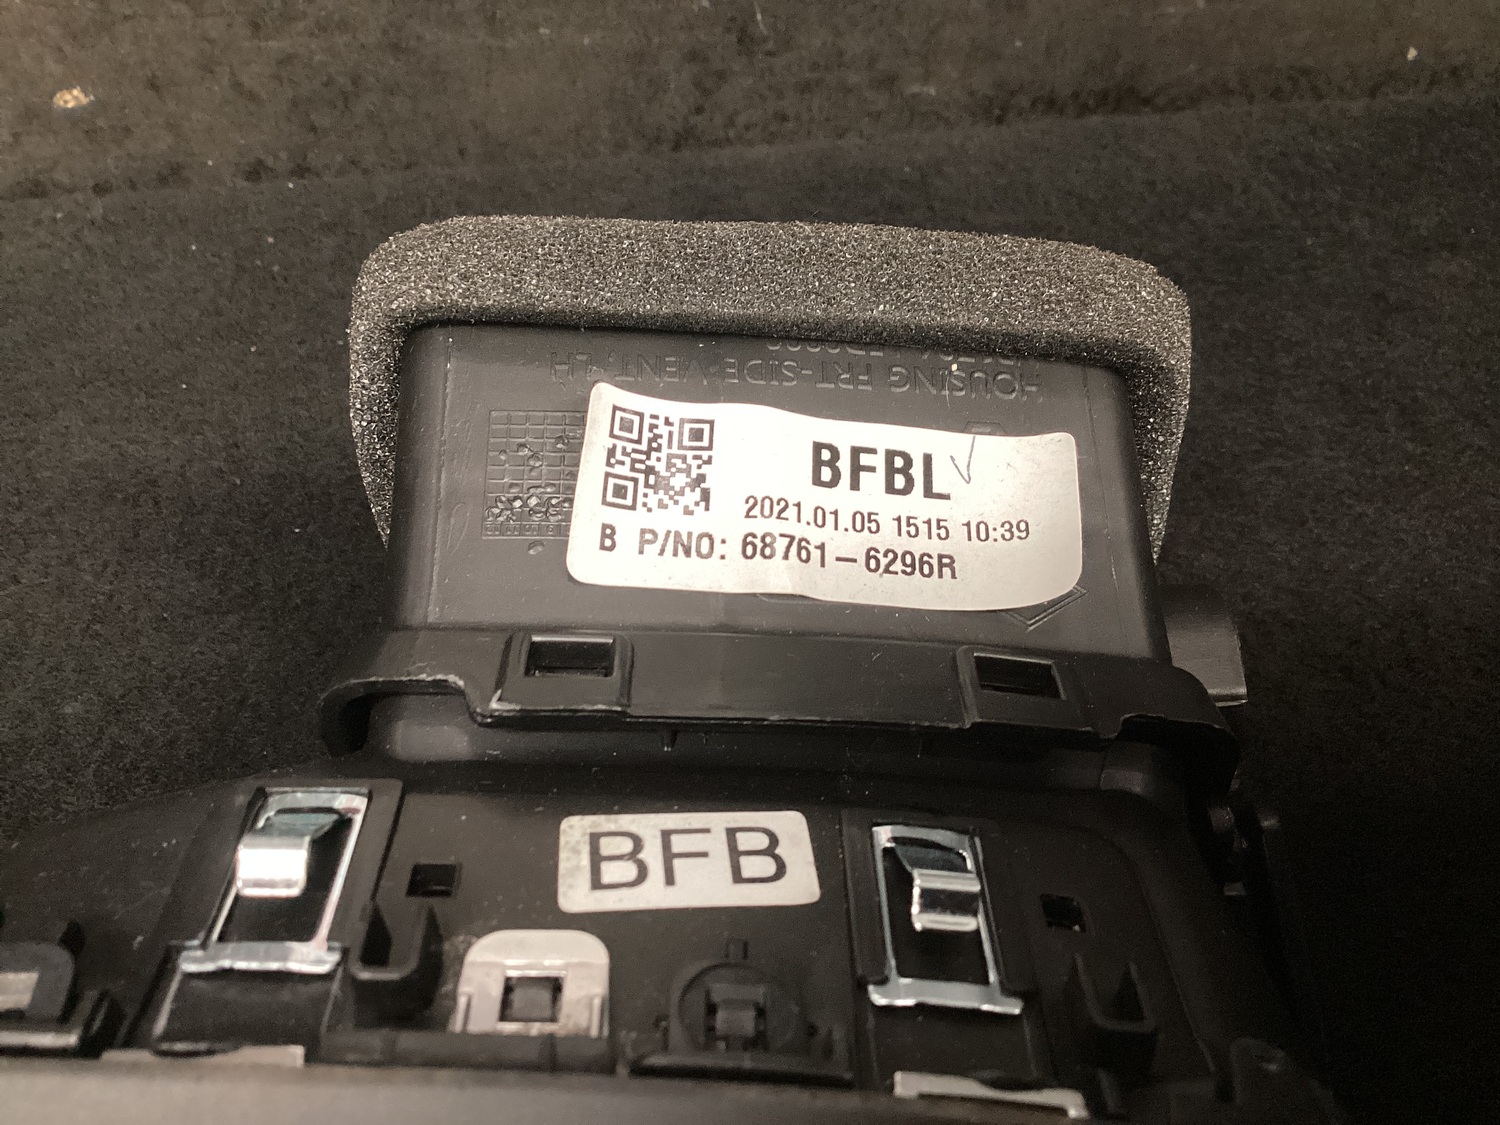 HOUSING FRT-SIDE VENT, LH
BFBL
2021.01.05 1515 10:39
B P/NO: 68761-6296R
BFB